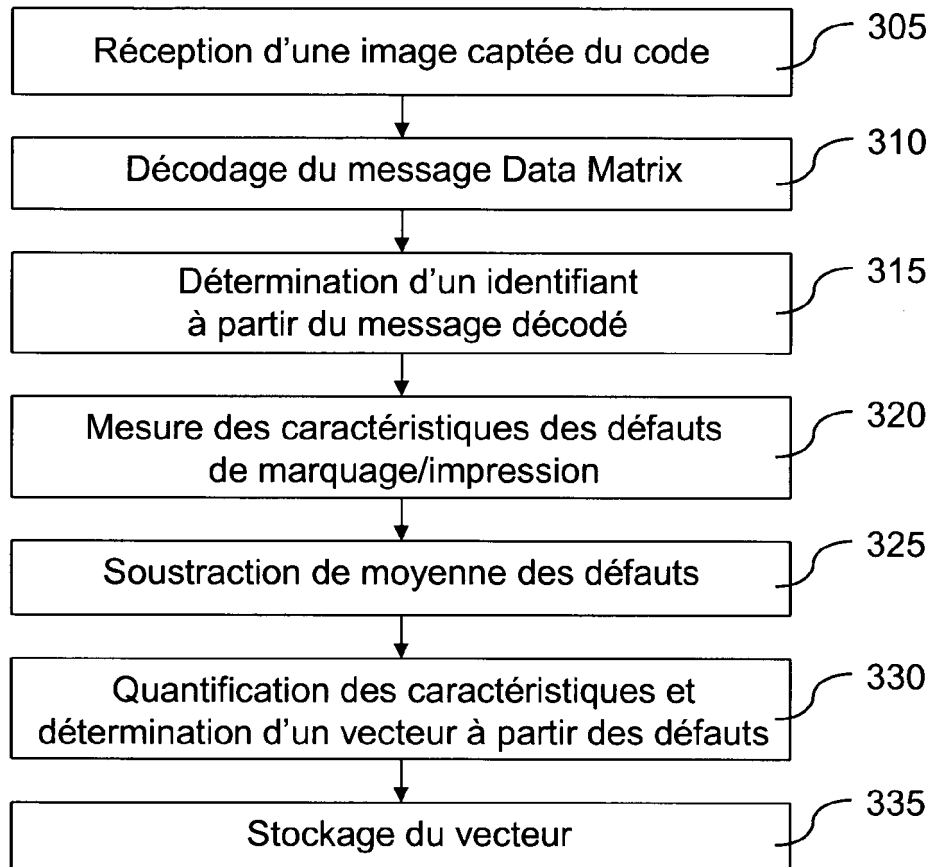 Réception d'une image captée du code
305
Décodage du message Data Matrix
310
Détermination d'un identifiant
à partir du message décodé
315
Mesure des caractéristiques des défauts
de marquage/impression
320
Soustraction de moyenne des défauts
325
Quantification des caractéristiques et
détermination d'un vecteur à partir des défauts
330
Stockage du vecteur
335